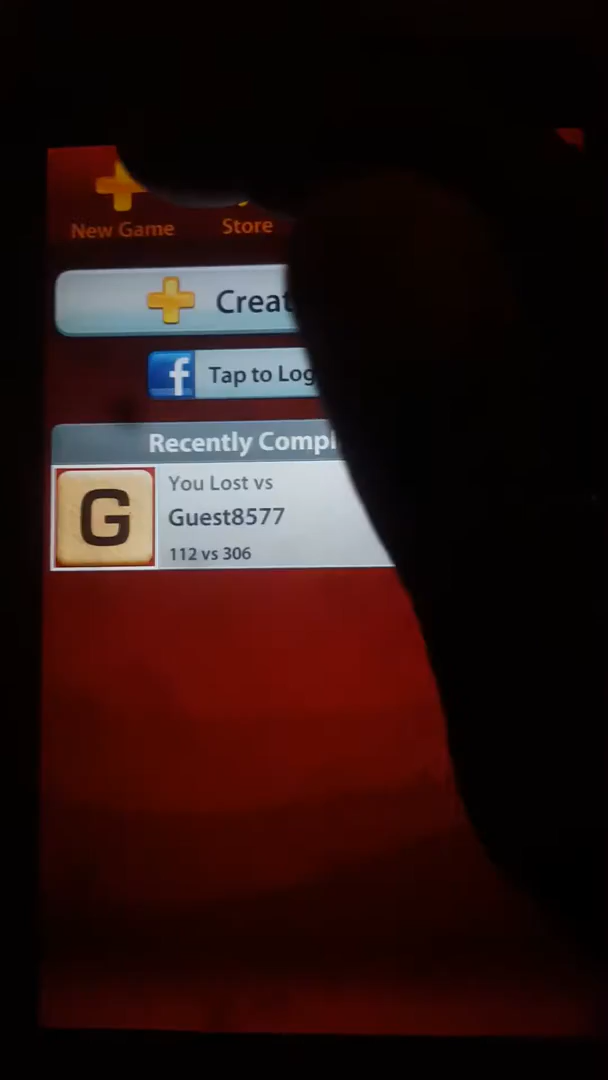 New Game
Store
Creat
f Tap to Log
Recently Compl
G
You Lost vs
Guest8577
112 vs 306